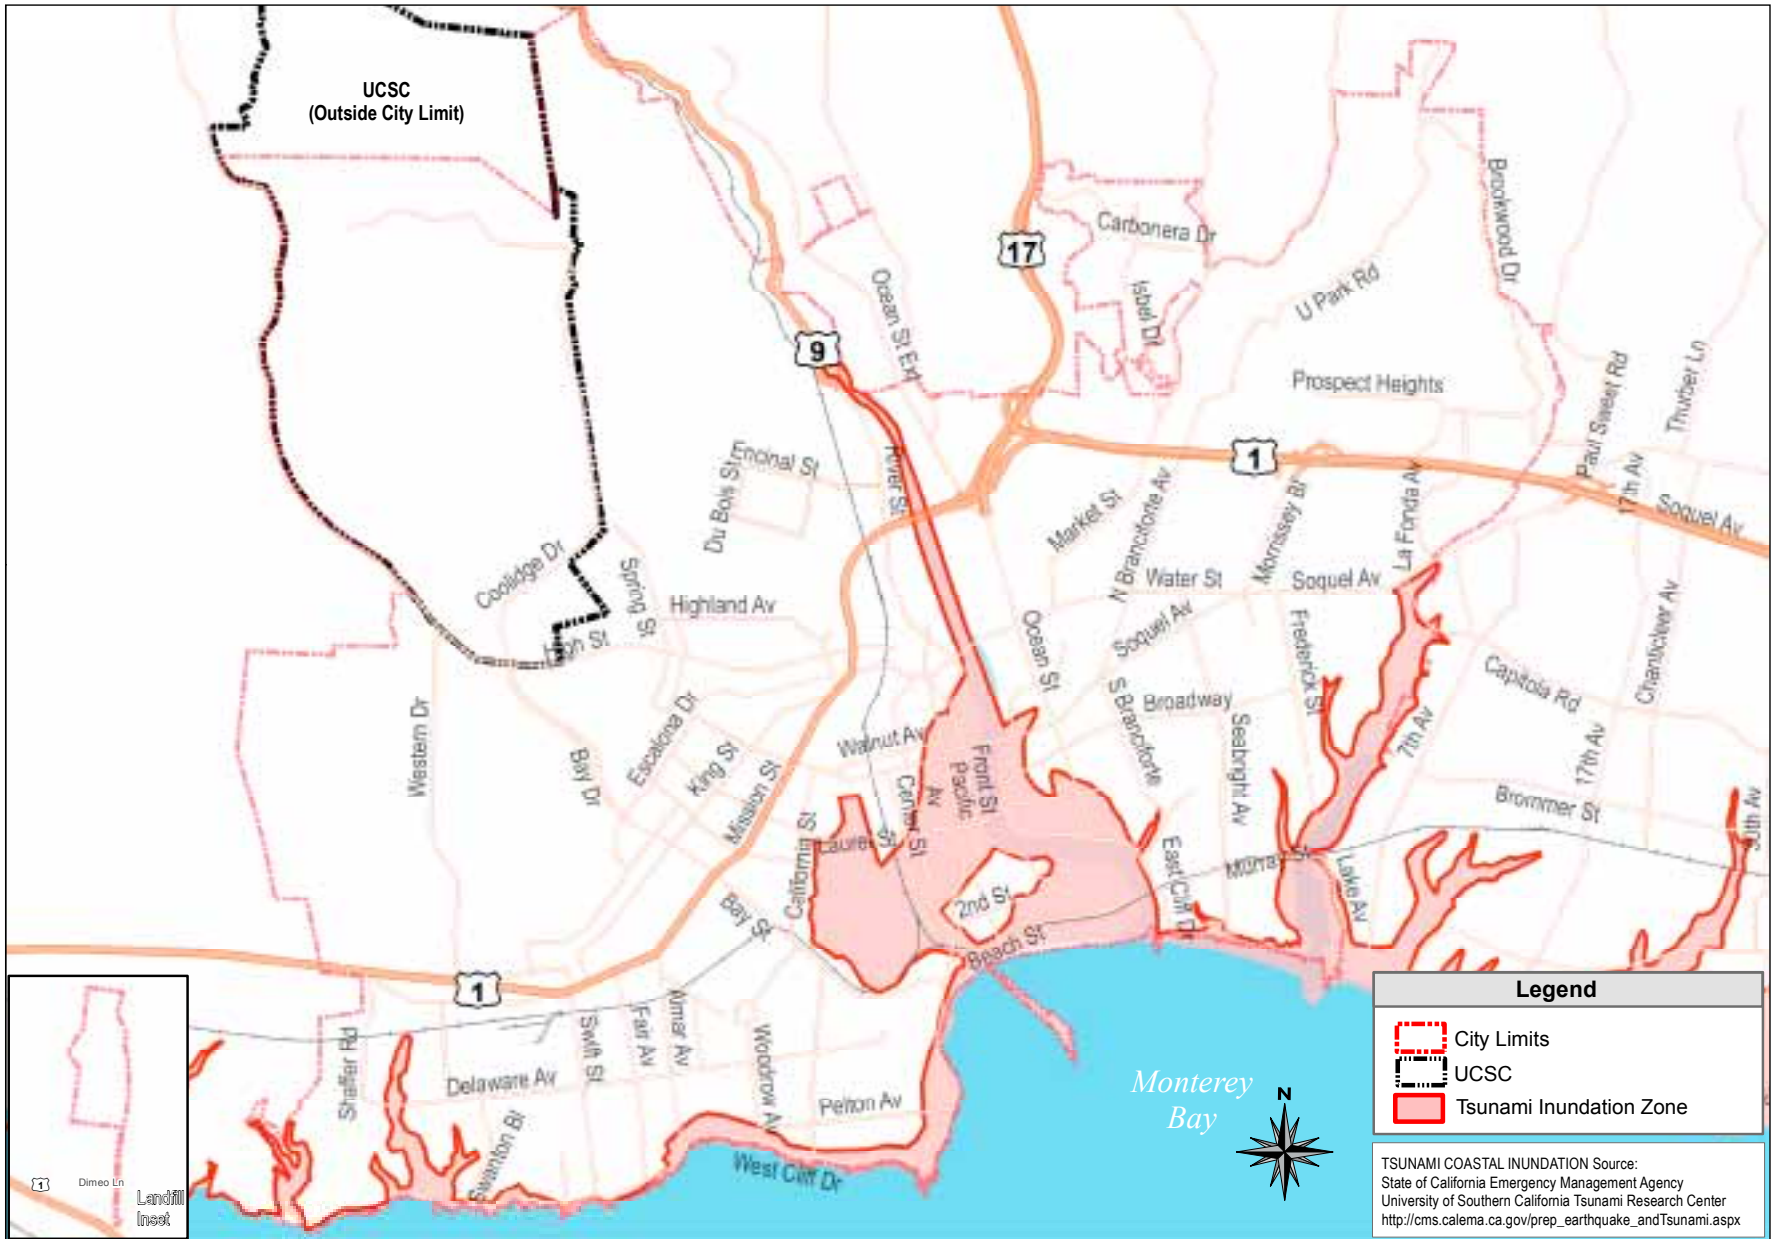 UCSC
(Outside City Limit)
17
Carbonera Dr
Isbel Dr
Brookwood Dr
U Park Rd
Ocean St Ext
9
Prospect Heights
Paul Sweet Rd
Thurber Ln
Encinal St
Du Bois St
River St
1
Market St
N Branciforte Av
Morrissey Bl
La Fonda Av
17th Av
Soquel Av
Coolidge Dr
Spring St
Highland Av
High St
Water St
Soquel Av
Soquel Av
Ocean St
Frederick St
Chanticleer Av
Capitola Rd
Western Dr
Bay Dr
Escalona Dr
King St
Mission St
Walnut Av
Center St
Front St
Pacific
Av
S Branciforte
Broadway
Seabright Av
7th Av
17th Av
Brommer St
California St
Laurel St
Bay St
2nd St
Beach St
East Cliff Dr
Murray St
Lake Av
1
Shaffer Rd
Delaware Av
Swanton Bl
Swift St
Fair Av
Almar Av
Woodrow Av
Pelton Av
West Cliff Dr
Monterey
Bay
N
1
Dimeo Ln
Landfill
Inset
Legend
City Limits
UCSC
Tsunami Inundation Zone
TSUNAMI COASTAL INUNDATION Source:
State of California Emergency Management Agency
University of Southern California Tsunami Research Center
http://cms.calema.ca.gov/prep_earthquake_andTsunami.aspx